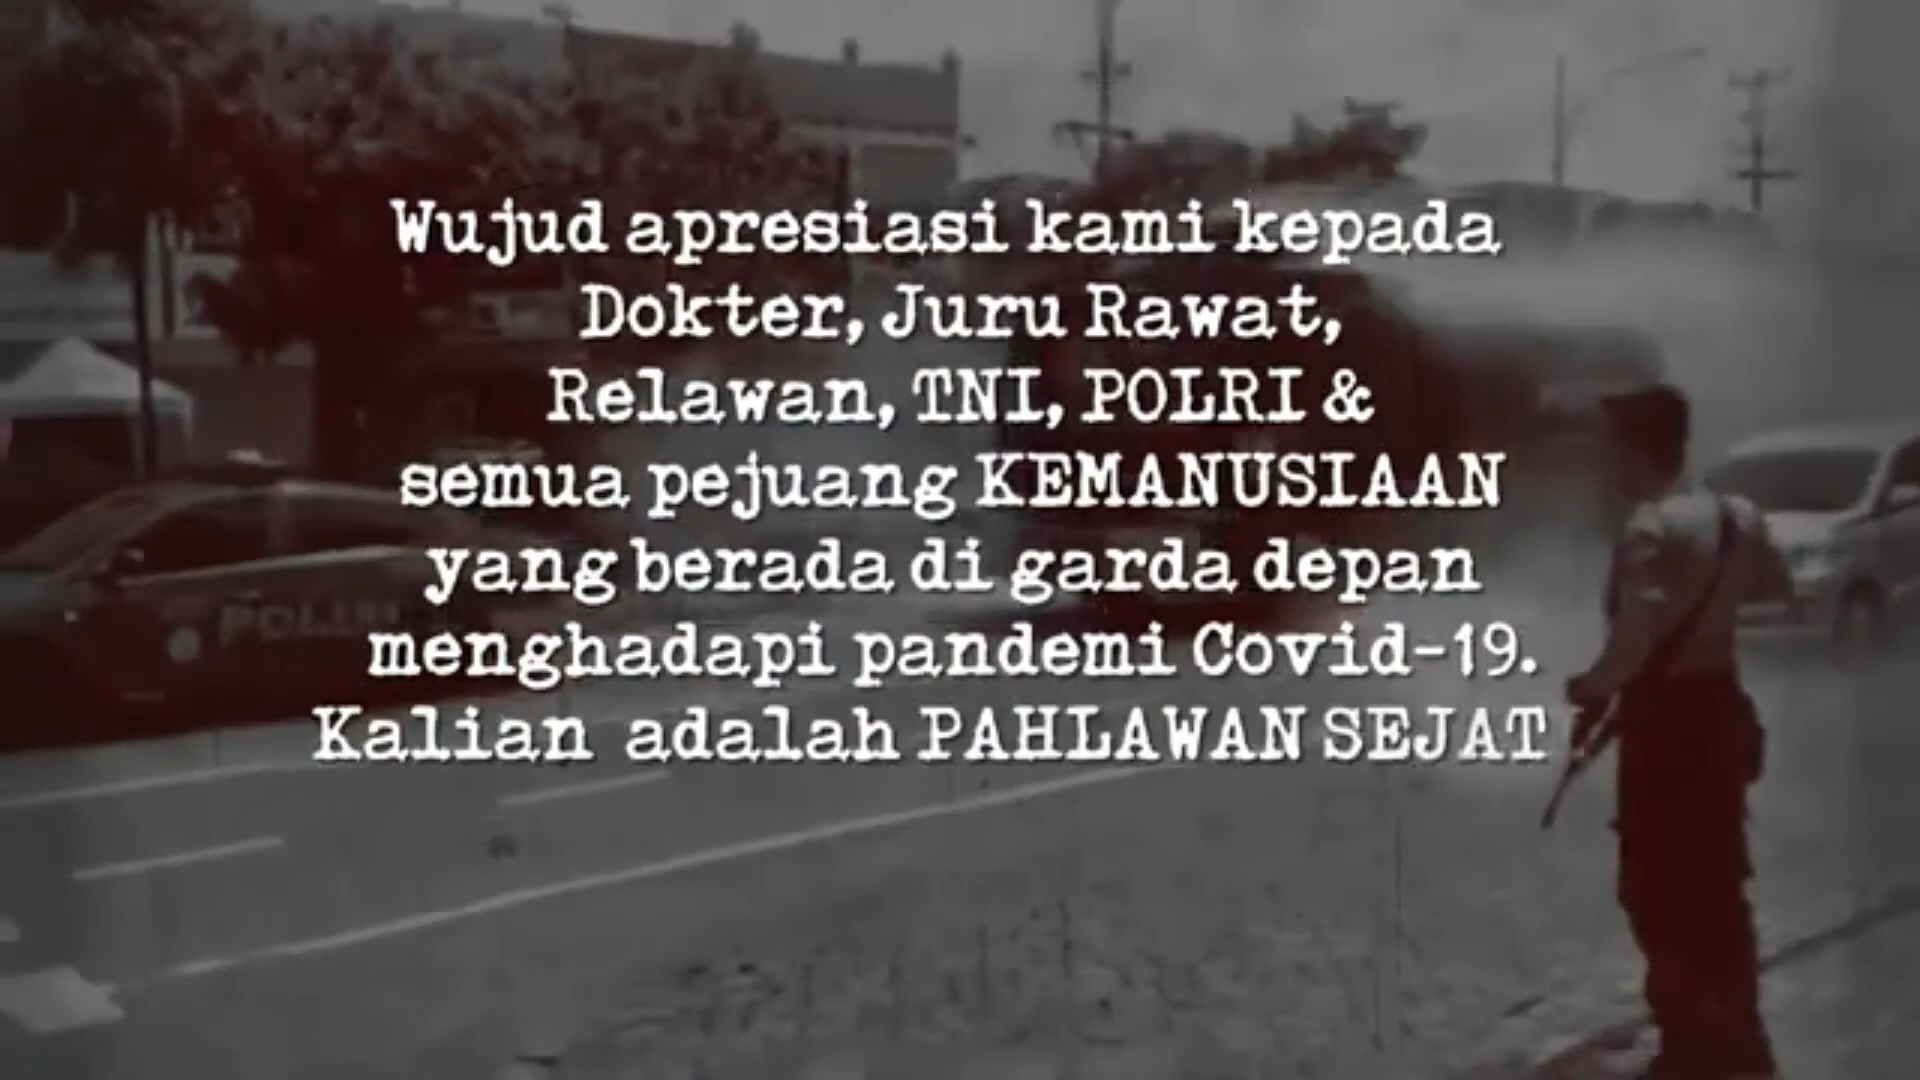 Wujud apresiasi kami kepada
Dokter, Juru Rawat,
Relawan, TNI, POLRI &
semua pejuang KEMANUSIAAN
yang berada di garda depan
menghadapi pandemi Covid-19.
Kalian adalah PAHLAWAN SEJAT